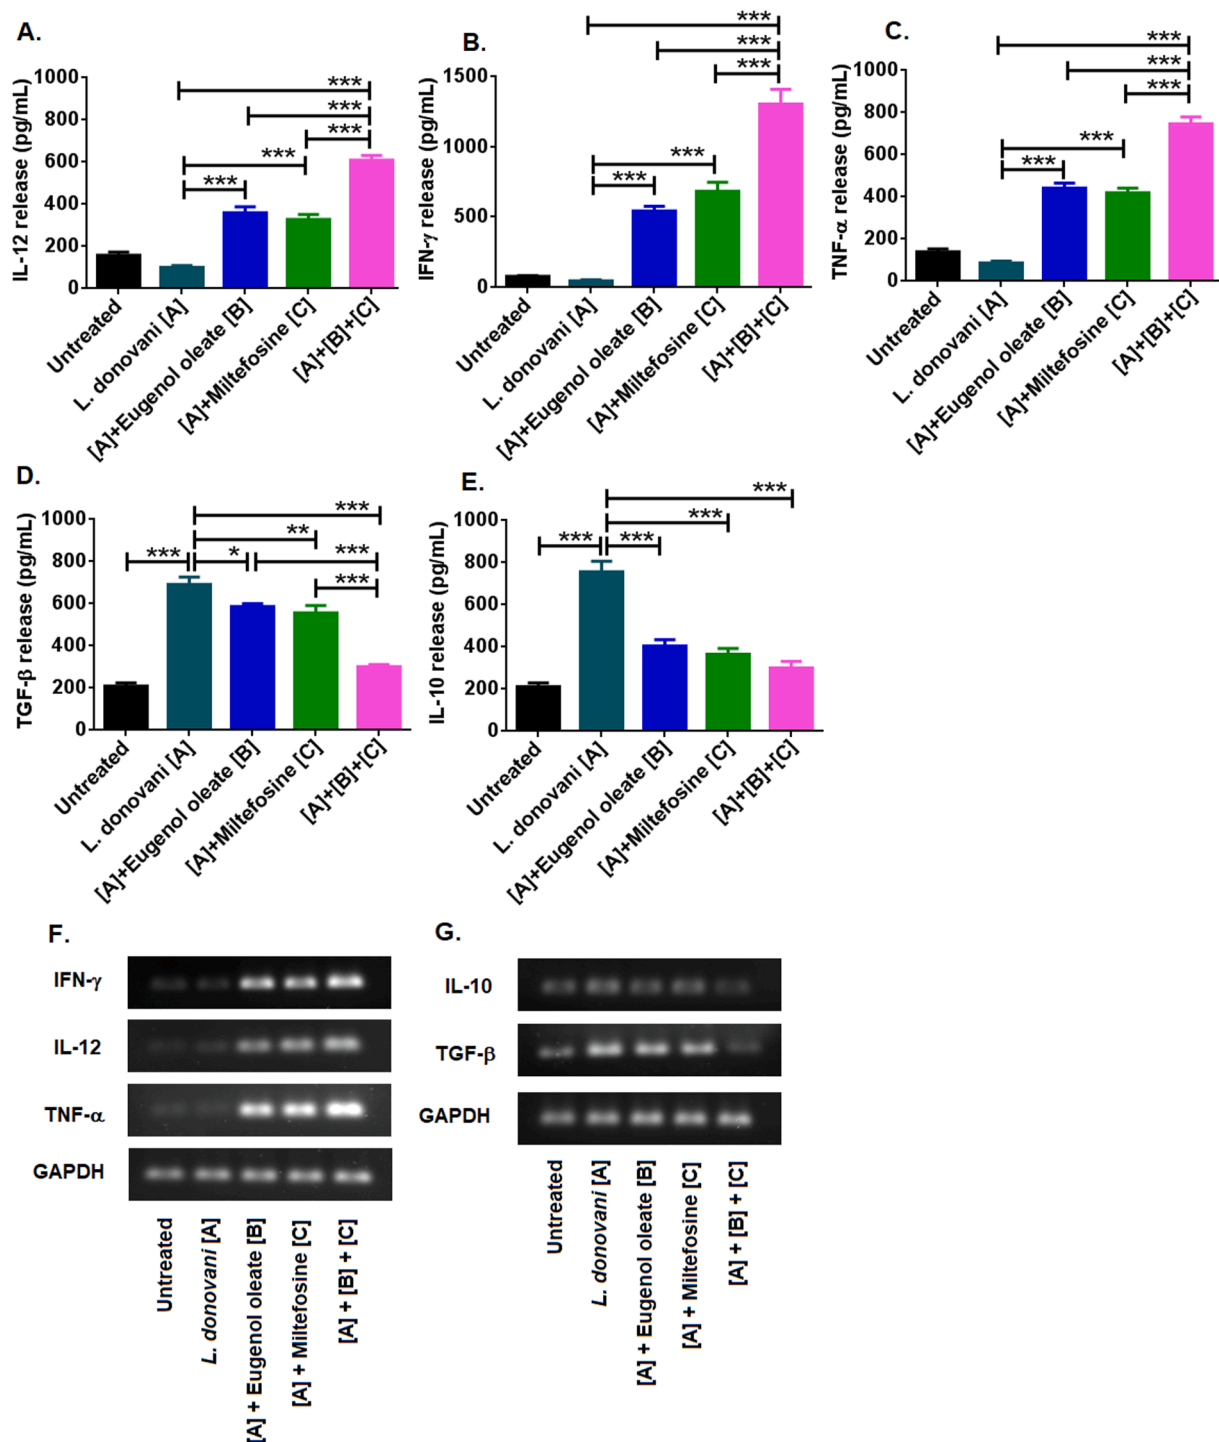 A.
IL-12 release (pg/mL)
1000
800
600
400
200
0
***
***
***
***
***
Untreated
L. donovani [A]
[A]+Eugenol oleate [B]
[A]+Miltefosine [C]
[A]+[B]+[C]
B.
IFN-γ release (pg/mL)
1500
1000
500
0
***
***
***
***
***
Untreated
L. donovani [A]
[A]+Eugenol oleate [B]
[A]+Miltefosine [C]
[A]+[B]+[C]
C.
TNF-α release (pg/mL)
1000
800
600
400
200
0
***
***
***
***
***
Untreated
L. donovani [A]
[A]+Eugenol oleate [B]
[A]+Miltefosine [C]
[A]+[B]+[C]
D.
TGF-β release (pg/mL)
1000
800
600
400
200
0
***
**
*** * ***
***
Untreated
L. donovani [A]
[A]+Eugenol oleate [B]
[A]+Miltefosine [C]
[A]+[B]+[C]
E.
IL-10 release (pg/mL)
1000
800
600
400
200
0
***
***
*** ***
Untreated
L. donovani [A]
[A]+Eugenol oleate [B]
[A]+Miltefosine [C]
[A]+[B]+[C]
F.
IFN-γ
IL-12
TNF-α
GAPDH
Untreated
L. donovani [A]
[A] + Eugenol oleate [B]
[A] + Miltefosine [C]
[A] + [B] + [C]
G.
IL-10
TGF-β
GAPDH
Untreated
L. donovani [A]
[A] + Eugenol oleate [B]
[A] + Miltefosine [C]
[A] + [B] + [C]